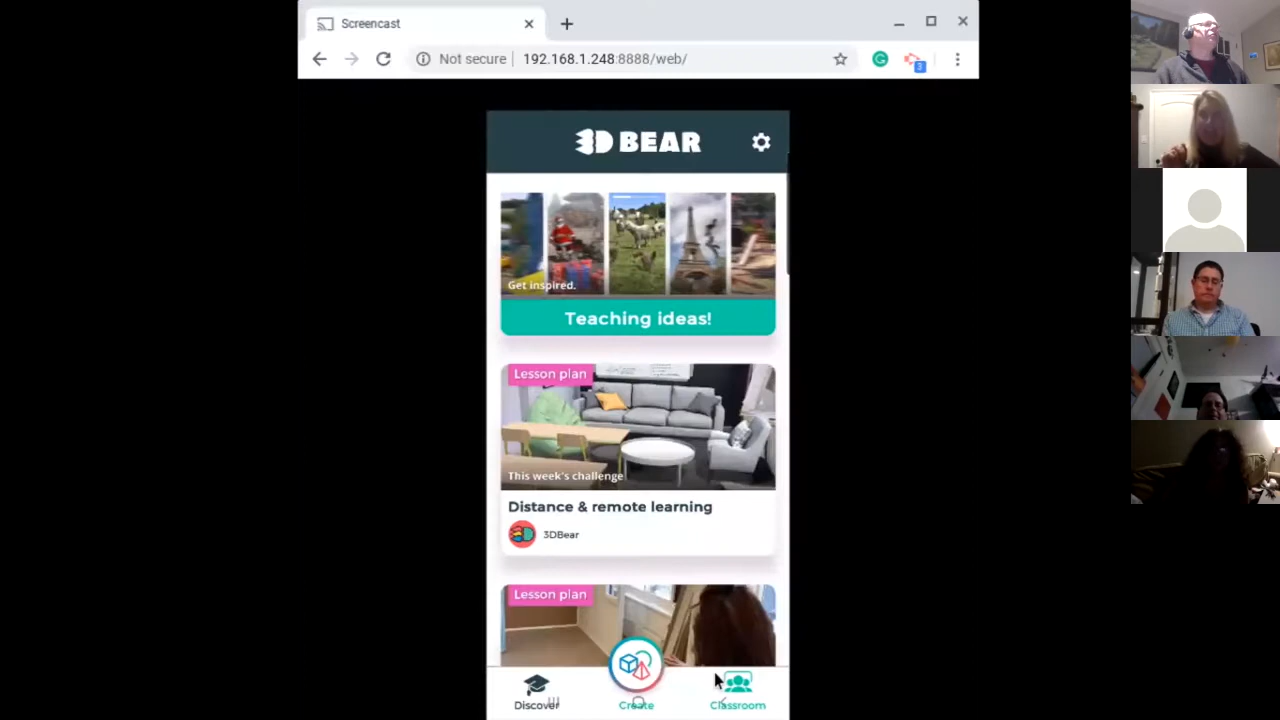 Screencast
Not secure 192.168.1.248:8888/web/
3
3D BEAR
Get inspired.
Teaching ideas!
Lesson plan
This week's challenge
Distance & remote learning
3DBear
Lesson plan
Discover Create Classroom